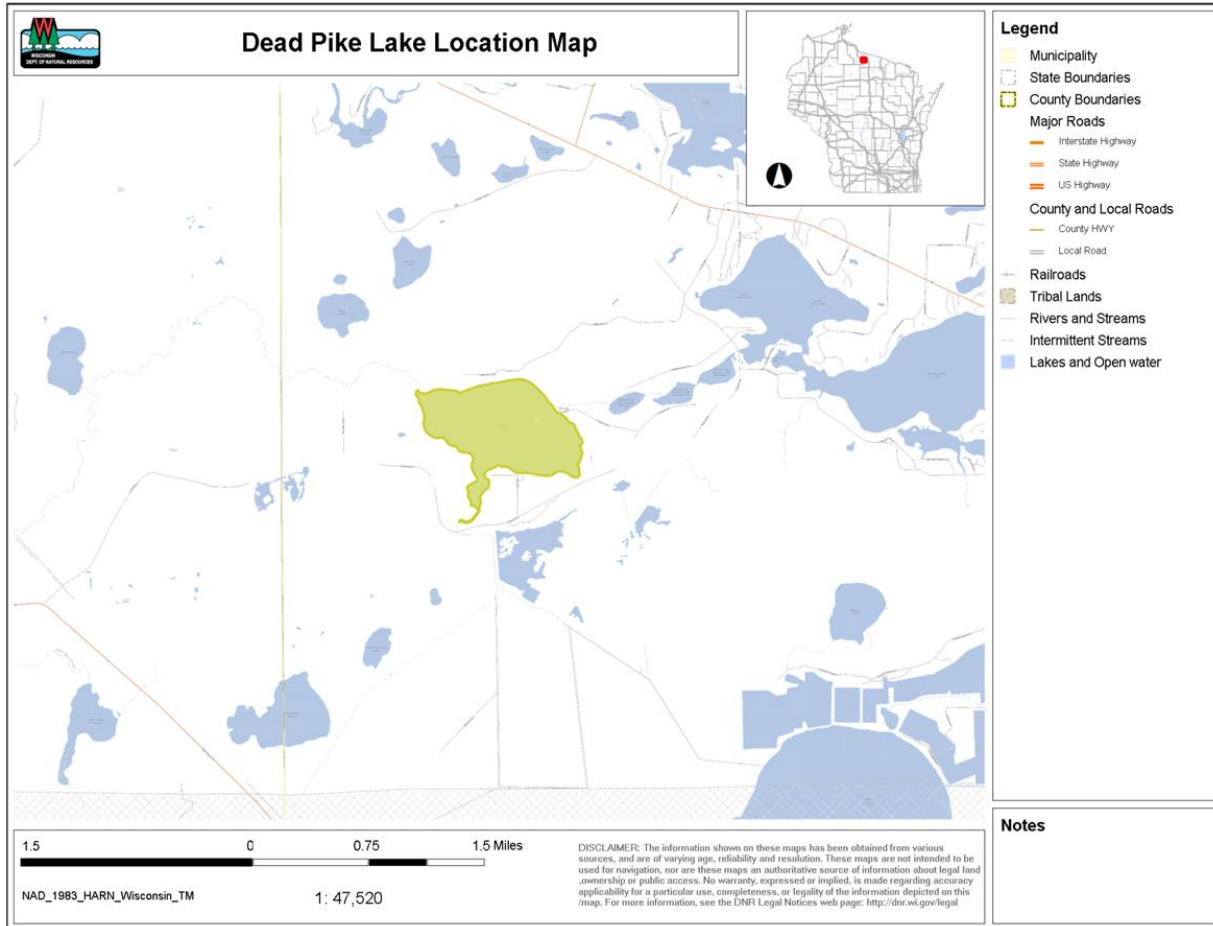 WISCONSIN
DEPT. OF NATURAL RESOURCES
Dead Pike Lake Location Map
Legend
Municipality
State Boundaries
County Boundaries
Major Roads
Interstate Highway
State Highway
US Highway
County and Local Roads
County HWY
Local Road
Railroads
Tribal Lands
Rivers and Streams
Intermittent Streams
Lakes and Open water
Notes
1.5 0 0.75 1.5 Miles
NAD_1983_HARN_Wisconsin_TM
1: 47,520
DISCLAIMER: The information shown on these maps has been obtained from various
sources, and are of varying age, reliability and resolution. These maps are not intended to be
used for navigation, nor are these maps an authoritative source of information about legal land
,ownership or public access. No warranty, expressed or implied, is made regarding accuracy
applicability for a particular use, completeness, or legality of the information depicted on this
/map. For more information, see the DNR Legal Notices web page: http://dnr.wi.gov/legal